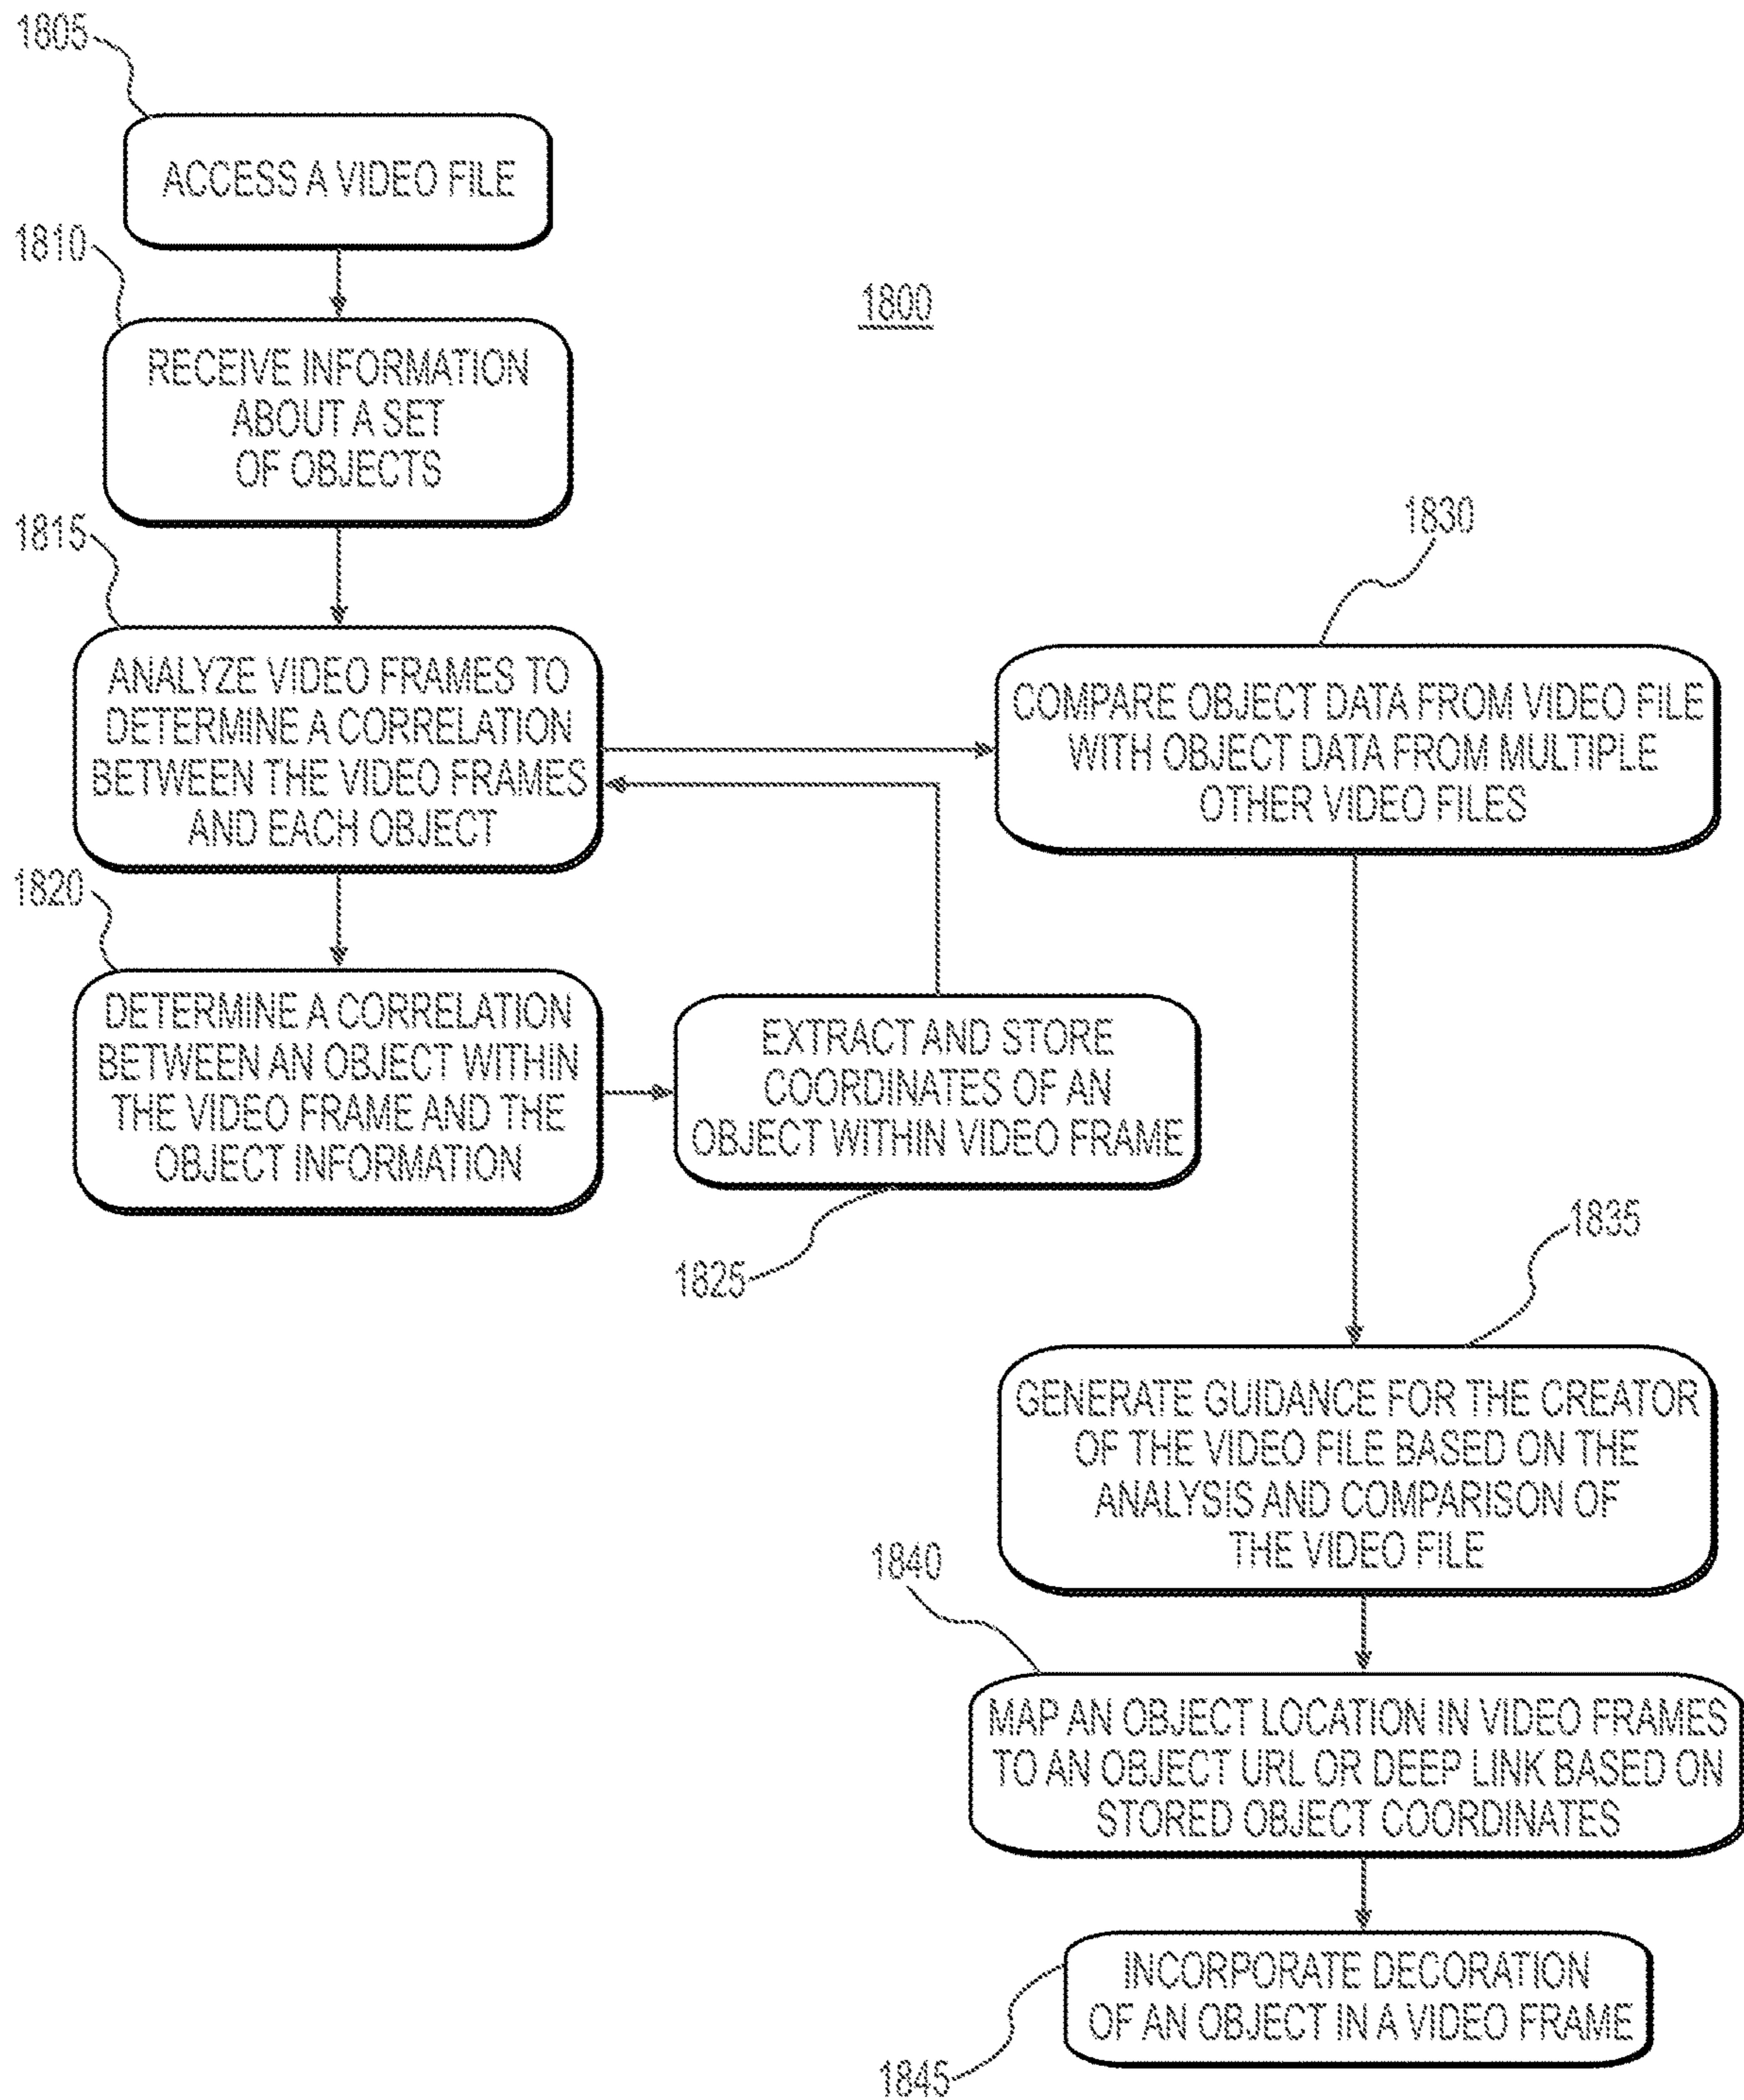 1805
ACCESS A VIDEO FILE
1810
RECEIVE INFORMATION
ABOUT A SET
OF OBJECTS
1800
1815
ANALYZE VIDEO FRAMES TO
DETERMINE A CORRELATION
BETWEEN THE VIDEO FRAMES
AND EACH OBJECT
1820
DETERMINE A CORRELATION
BETWEEN AN OBJECT WITHIN
THE VIDEO FRAME AND THE
OBJECT INFORMATION
EXTRACT AND STORE
COORDINATES OF AN
OBJECT WITHIN VIDEO FRAME
1825
1830
COMPARE OBJECT DATA FROM VIDEO FILE
WITH OBJECT DATA FROM MULTIPLE
OTHER VIDEO FILES
1835
GENERATE GUIDANCE FOR THE CREATOR
OF THE VIDEO FILE BASED ON THE
ANALYSIS AND COMPARISON OF
THE VIDEO FILE
1840
MAP AN OBJECT LOCATION IN VIDEO FRAMES
TO AN OBJECT URL OR DEEP LINK BASED ON
STORED OBJECT COORDINATES
INCORPORATE DECORATION
OF AN OBJECT IN A VIDEO FRAME
1845